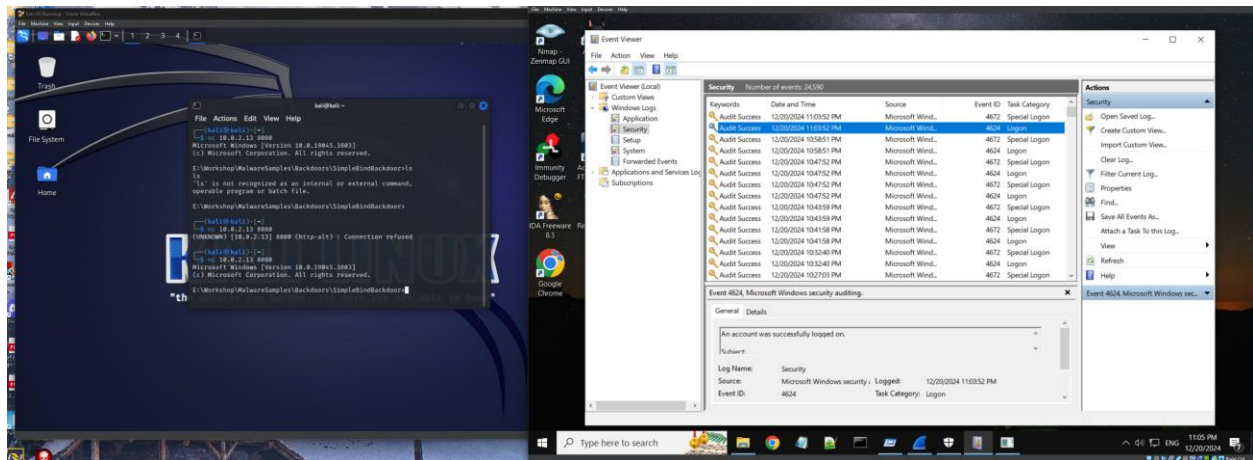 File Machine View Input Devices Help
1 2 3 4
Trash
File System
Home
kali@kali: ~
File Actions Edit View Help
(kali㉿kali)-[~]
$ nc 10.0.2.13 8080
Microsoft Windows [Version 10.0.19045.3803]
(c) Microsoft Corporation. All rights reserved.
E:\Workshop\MalwareSamples\Backdoors\SimpleBindBackdoor>ls
ls
'ls' is not recognized as an internal or external command,
operable program or batch file.
E:\Workshop\MalwareSamples\Backdoors\SimpleBindBackdoor>
(kali㉿kali)-[~]
$ nc 10.0.2.13 8080
(UNKNOWN) [10.0.2.13] 8080 (http-alt) : Connection refused
(kali㉿kali)-[~]
$ nc 10.0.2.13 8080
Microsoft Windows [Version 10.0.19045.3803]
(c) Microsoft Corporation. All rights reserved.
E:\Workshop\MalwareSamples\Backdoors\SimpleBindBackdoor>
"th
File Machine View Input Devices Help
Nmap -
Zenmap GUI
Microsoft
Edge
Immunity
Debugger
IDA Freeware
8.3
Google
Chrome
Event Viewer
File Action View Help
Event Viewer (Local)
Custom Views
Windows Logs
Application
Security
Setup
System
Forwarded Events
Applications and Services Log
Subscriptions
Security Number of events: 24,590
Keywords Date and Time Source Event ID Task Category
Audit Success 12/20/2024 11:03:52 PM Microsoft Wind... 4672 Special Logon
Audit Success 12/20/2024 11:03:52 PM Microsoft Wind... 4624 Logon
Audit Success 12/20/2024 10:58:51 PM Microsoft Wind... 4672 Special Logon
Audit Success 12/20/2024 10:58:51 PM Microsoft Wind... 4624 Logon
Audit Success 12/20/2024 10:47:52 PM Microsoft Wind... 4672 Special Logon
Audit Success 12/20/2024 10:47:52 PM Microsoft Wind... 4624 Logon
Audit Success 12/20/2024 10:47:52 PM Microsoft Wind... 4672 Special Logon
Audit Success 12/20/2024 10:47:52 PM Microsoft Wind... 4624 Logon
Audit Success 12/20/2024 10:43:59 PM Microsoft Wind... 4672 Special Logon
Audit Success 12/20/2024 10:43:59 PM Microsoft Wind... 4624 Logon
Audit Success 12/20/2024 10:41:58 PM Microsoft Wind... 4672 Special Logon
Audit Success 12/20/2024 10:41:58 PM Microsoft Wind... 4624 Logon
Audit Success 12/20/2024 10:32:40 PM Microsoft Wind... 4672 Special Logon
Audit Success 12/20/2024 10:32:40 PM Microsoft Wind... 4624 Logon
Audit Success 12/20/2024 10:27:03 PM Microsoft Wind... 4672 Special Logon
Event 4624, Microsoft Windows security auditing.
General Details
An account was successfully logged on.
Subject:
Log Name: Security
Source: Microsoft Windows security Logged: 12/20/2024 11:03:52 PM
Event ID: 4624 Task Category: Logon
Actions
Security
Open Saved Log...
Create Custom View...
Import Custom View...
Clear Log...
Filter Current Log...
Properties
Find...
Save All Events As...
Attach a Task To this Log...
View
Refresh
Help
Event 4624, Microsoft Windows sec...
Type here to search
ENG
11:05 PM
12/20/2024